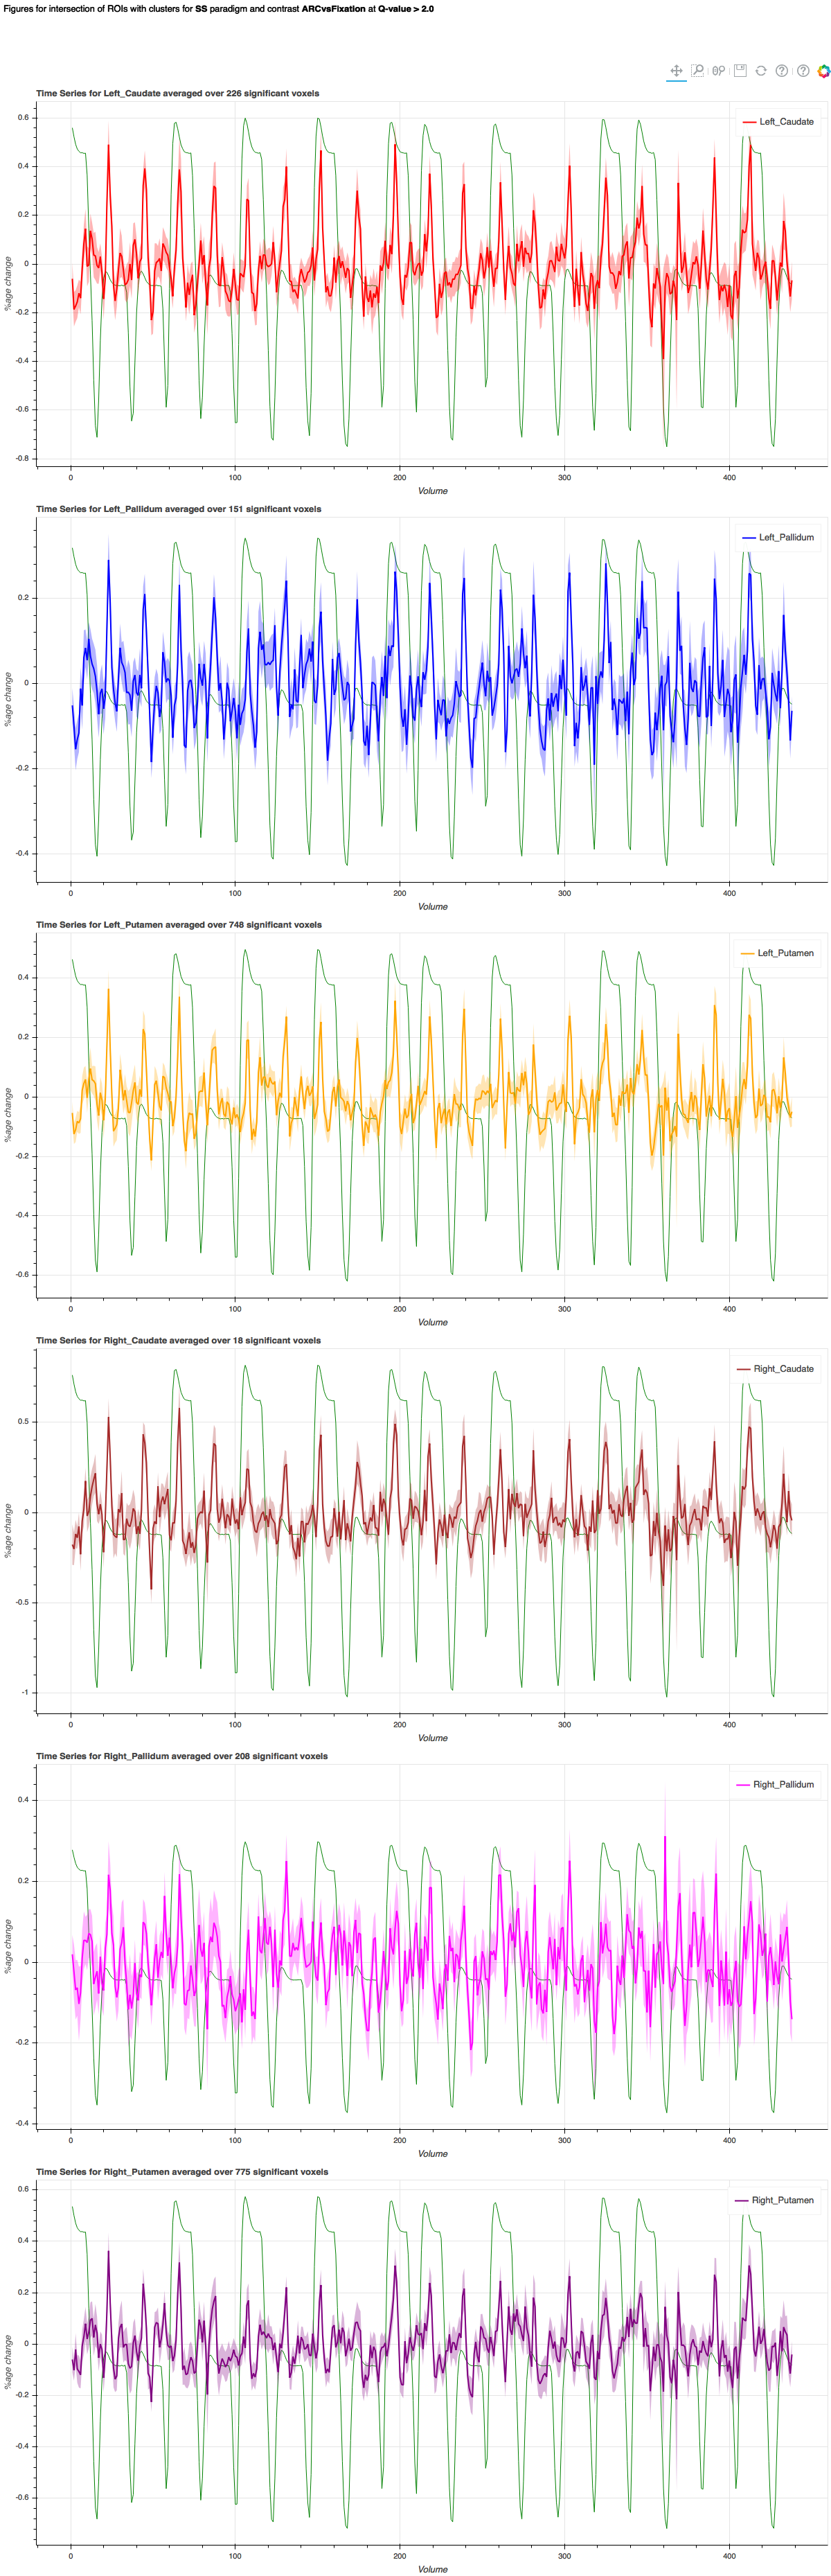 Figures for intersection of ROIs with clusters for SS paradigm and contrast ARCvsFixation at Q-value > 2.0
Time Series for Left_Caudate averaged over 226 significant voxels
Left_Caudate
%age change
0.6
0.4
0.2
0
-0.2
-0.4
-0.6
-0.8
0
100
200
300
400
Volume
Time Series for Left_Pallidum averaged over 151 significant voxels
Left_Pallidum
%age change
0.2
0
-0.2
-0.4
0
100
200
300
400
Volume
Time Series for Left_Putamen averaged over 748 significant voxels
Left_Putamen
%age change
0.4
0.2
0
-0.2
-0.4
-0.6
0
100
200
300
400
Volume
Time Series for Right_Caudate averaged over 18 significant voxels
Right_Caudate
%age change
0.5
0
-0.5
-1
0
100
200
300
400
Volume
Time Series for Right_Pallidum averaged over 208 significant voxels
Right_Pallidum
%age change
0.4
0.2
0
-0.2
-0.4
0
100
200
300
400
Volume
Time Series for Right_Putamen averaged over 775 significant voxels
Right_Putamen
%age change
0.6
0.4
0.2
0
-0.2
-0.4
-0.6
0
100
200
300
400
Volume